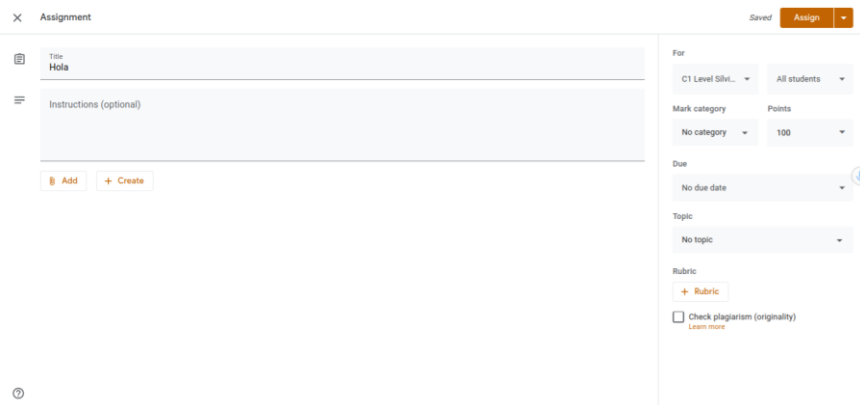 Assignment
Saved
Assign
Title
Hola
Instructions (optional)
Add
+ Create
For
C1 Level Silvi...
All students
Mark category
Points
No category
100
Due
No due date
Topic
No topic
Rubric
+ Rubric
Check plagiarism (originality)
Learn more